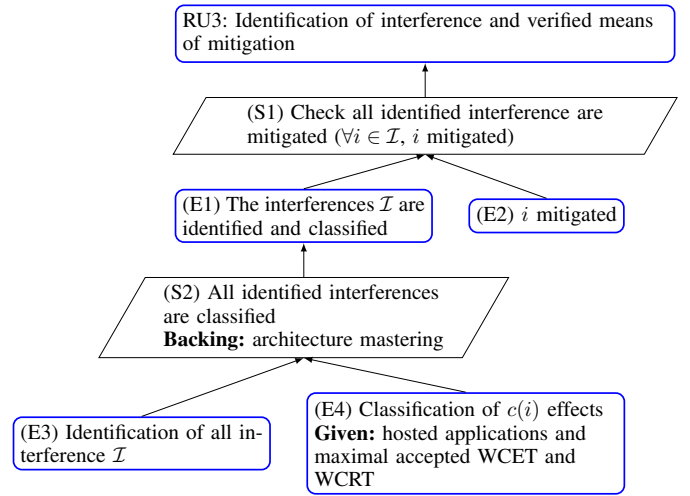 RU3: Identification of interference and verified means
of mitigation
(S1) Check all identified interference are
mitigated (∀i ∈ ℐ, i mitigated)
(E1) The interferences ℐ are
identified and classified
(E2) i mitigated
(S2) All identified interferences
are classified
Backing: architecture mastering
(E3) Identification of all in-
terference ℐ
(E4) Classification of c(i) effects
Given: hosted applications and
maximal accepted WCET and
WCRT